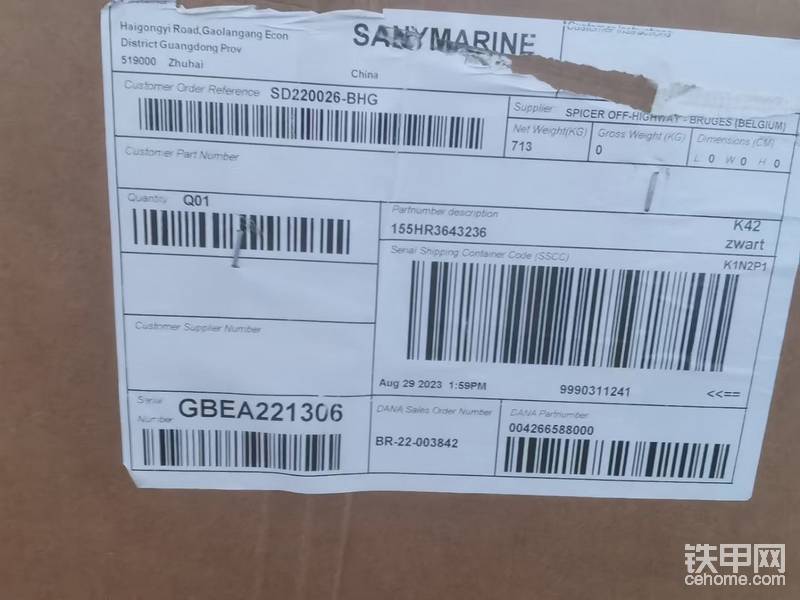 Haigongyi Road,Gaolangang Econ
District Guangdong Prov
519000 Zhuhai
China
SANYMARINE
Customer Instructions
Customer Order Reference SD220026-BHG
Supplier SPICER OFF-HIGHWAY - BRUGES (BELGIUM)
Net Weight(KG) Gross Weight (KG) Dimensions (CM)
713 0 L 0 W 0 H 0
Customer Part Number
Quantity Q01
Partnumber description
155HR3643236
K42
zwart
Serial Shipping Container Code (SSCC)
K1N2P1
Customer Supplier Number
Aug 29 2023 1:59PM 9990311241 <<==
Serial
Number GBEA221306
DANA Sales Order Number
BR-22-003842
DANA Partnumber
004266588000
铁甲网
cehome.com